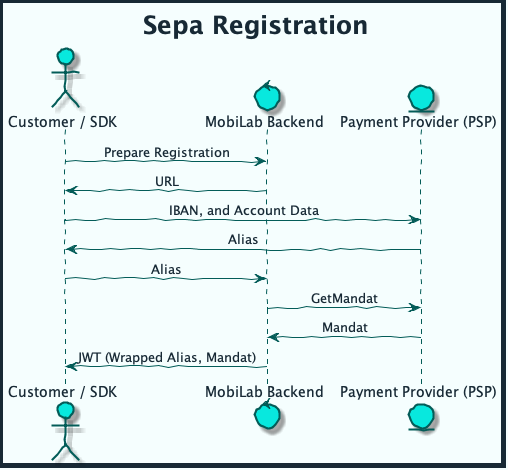 Sepa Registration
Customer / SDK
MobiLab Backend
Payment Provider (PSP)
Prepare Registration
URL
IBAN, and Account Data
Alias
Alias
GetMandat
Mandat
JWT (Wrapped Alias, Mandat)
Customer / SDK
MobiLab Backend
Payment Provider (PSP)